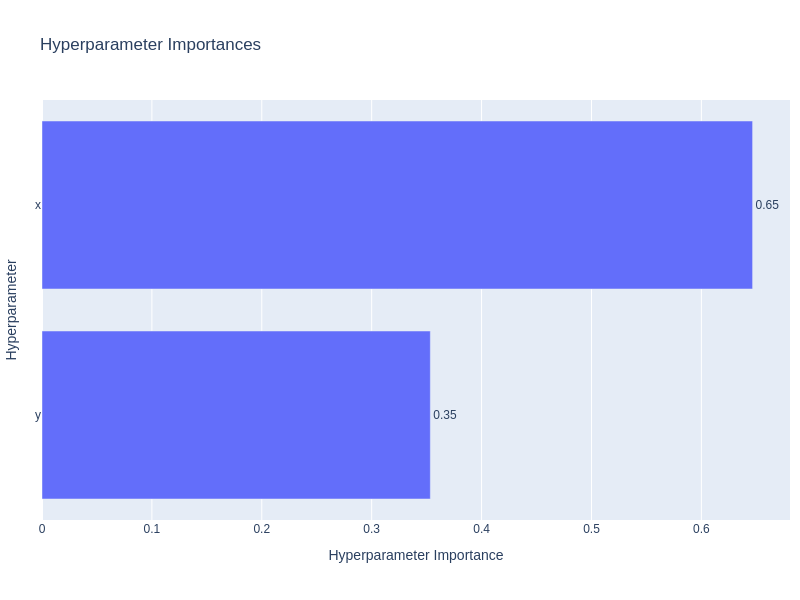 Hyperparameter Importances
Hyperparameter
x
0.65
y
0.35
0 0.1 0.2 0.3 0.4 0.5 0.6
Hyperparameter Importance